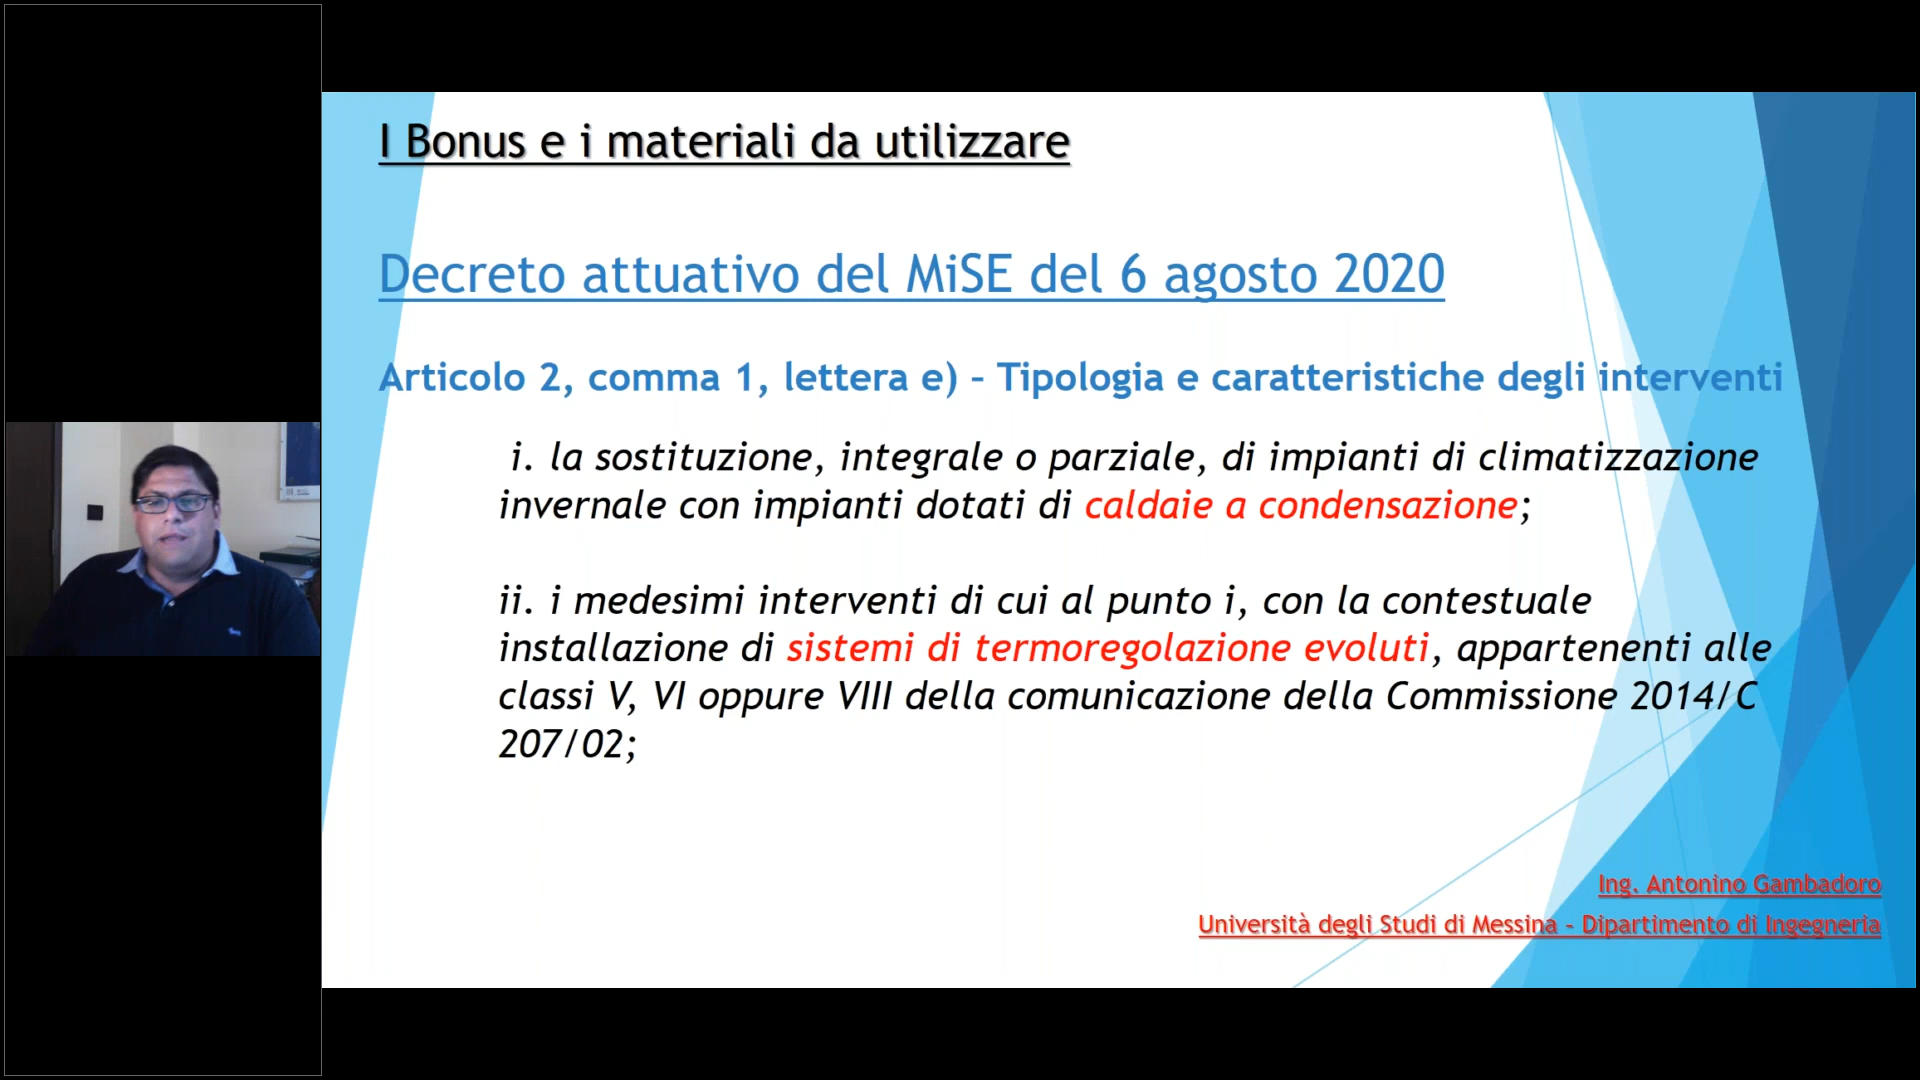 I Bonus e i materiali da utilizzare
Decreto attuativo del MiSE del 6 agosto 2020
Articolo 2, comma 1, lettera e) – Tipologia e caratteristiche degli interventi
i. la sostituzione, integrale o parziale, di impianti di climatizzazione
invernale con impianti dotati di caldaie a condensazione;
ii. i medesimi interventi di cui al punto i, con la contestuale
installazione di sistemi di termoregolazione evoluti, appartenenti alle
classi V, VI oppure VIII della comunicazione della Commissione 2014/C
207/02;
Ing. Antonino Gambadoro
Università degli Studi di Messina – Dipartimento di Ingegneria